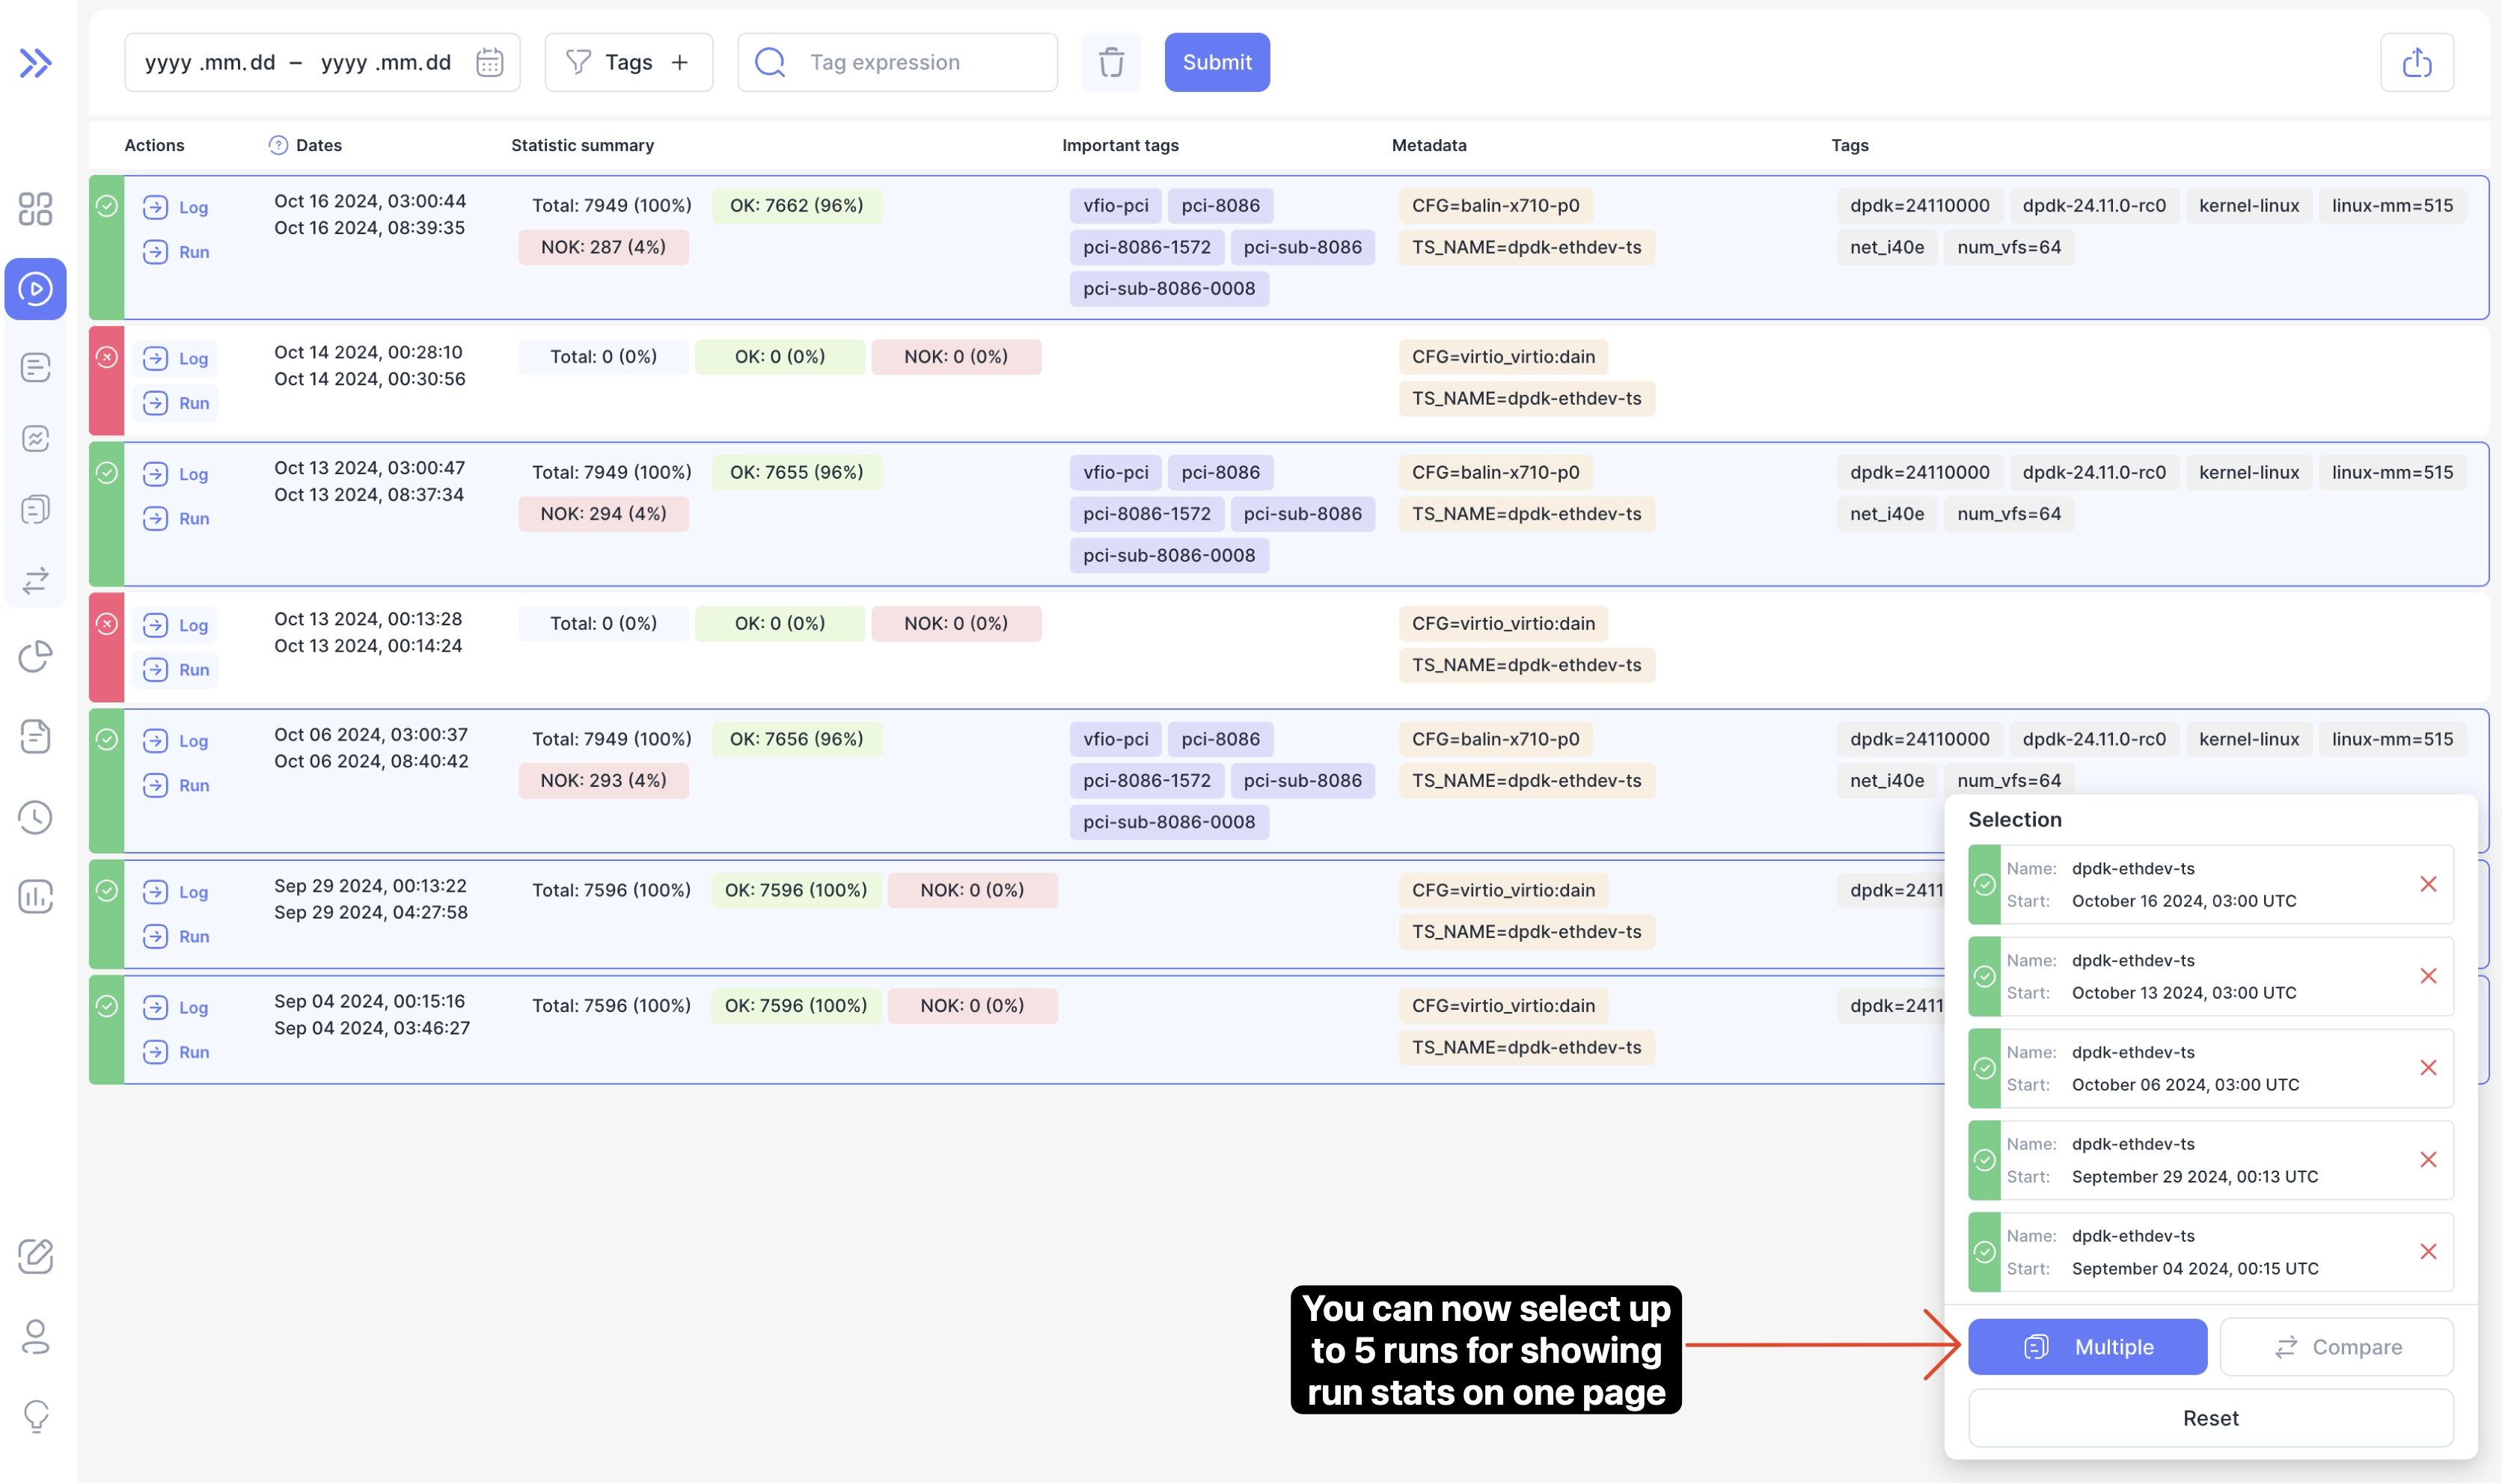 yyyy .mm.dd – yyyy .mm.dd
Tags +
Tag expression
Submit
Actions Dates Statistic summary Important tags Metadata Tags
Log Oct 16 2024, 03:00:44 Total: 7949 (100%) OK: 7662 (96%) vfio-pci pci-8086 CFG=balin-x710-p0 dpdk=24110000 dpdk-24.11.0-rc0 kernel-linux linux-mm=515
Run Oct 16 2024, 08:39:35 NOK: 287 (4%) pci-8086-1572 pci-sub-8086 TS_NAME=dpdk-ethdev-ts net_i40e num_vfs=64
pci-sub-8086-0008
Log Oct 14 2024, 00:28:10 Total: 0 (0%) OK: 0 (0%) NOK: 0 (0%) CFG=virtio_virtio:dain
Run Oct 14 2024, 00:30:56 TS_NAME=dpdk-ethdev-ts
Log Oct 13 2024, 03:00:47 Total: 7949 (100%) OK: 7655 (96%) vfio-pci pci-8086 CFG=balin-x710-p0 dpdk=24110000 dpdk-24.11.0-rc0 kernel-linux linux-mm=515
Run Oct 13 2024, 08:37:34 NOK: 294 (4%) pci-8086-1572 pci-sub-8086 TS_NAME=dpdk-ethdev-ts net_i40e num_vfs=64
pci-sub-8086-0008
Log Oct 13 2024, 00:13:28 Total: 0 (0%) OK: 0 (0%) NOK: 0 (0%) CFG=virtio_virtio:dain
Run Oct 13 2024, 00:14:24 TS_NAME=dpdk-ethdev-ts
Log Oct 06 2024, 03:00:37 Total: 7949 (100%) OK: 7656 (96%) vfio-pci pci-8086 CFG=balin-x710-p0 dpdk=24110000 dpdk-24.11.0-rc0 kernel-linux linux-mm=515
Run Oct 06 2024, 08:40:42 NOK: 293 (4%) pci-8086-1572 pci-sub-8086 TS_NAME=dpdk-ethdev-ts net_i40e num_vfs=64
pci-sub-8086-0008
Log Sep 29 2024, 00:13:22 Total: 7596 (100%) OK: 7596 (100%) NOK: 0 (0%) CFG=virtio_virtio:dain dpdk=2411
Run Sep 29 2024, 04:27:58 TS_NAME=dpdk-ethdev-ts
Log Sep 04 2024, 00:15:16 Total: 7596 (100%) OK: 7596 (100%) NOK: 0 (0%) CFG=virtio_virtio:dain dpdk=2411
Run Sep 04 2024, 03:46:27 TS_NAME=dpdk-ethdev-ts
Selection
Name: dpdk-ethdev-ts
Start: October 16 2024, 03:00 UTC
Name: dpdk-ethdev-ts
Start: October 13 2024, 03:00 UTC
Name: dpdk-ethdev-ts
Start: October 06 2024, 03:00 UTC
Name: dpdk-ethdev-ts
Start: September 29 2024, 00:13 UTC
Name: dpdk-ethdev-ts
Start: September 04 2024, 00:15 UTC
Multiple Compare
Reset
You can now select up
to 5 runs for showing
run stats on one page